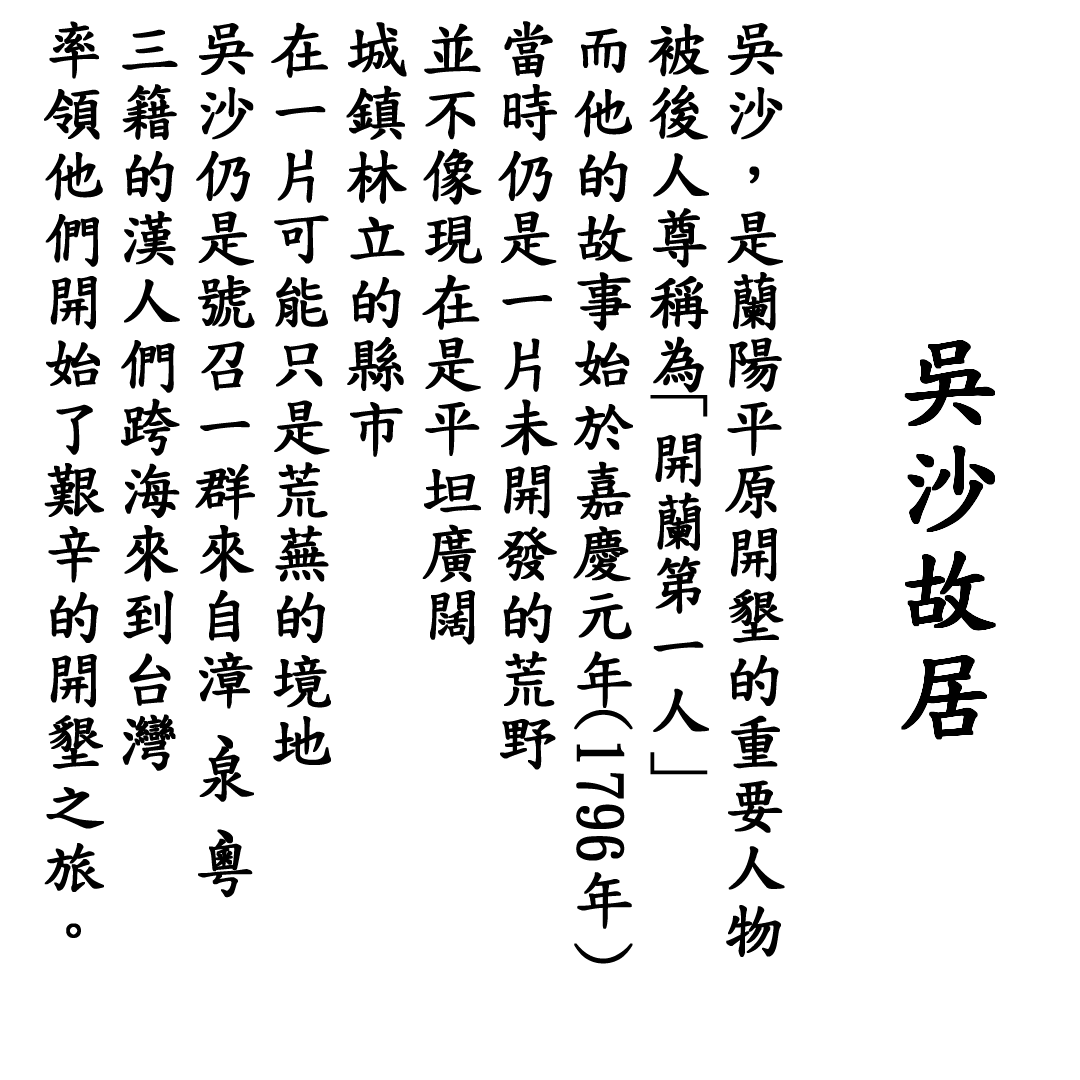 吳沙故居
吳沙，是蘭陽平原開墾的重要人物
被後人尊稱為「開蘭第一人」
而他的故事始於嘉慶元年(1796年)
當時仍是一片未開發的荒野
並不像現在是平坦廣闊
城鎮林立的縣市
在一片可能只是荒蕪的境地
吳沙仍是號召一群來自漳、泉、粵
三籍的漢人們跨海來到台灣
率領他們開始了艱辛的開墾之旅。